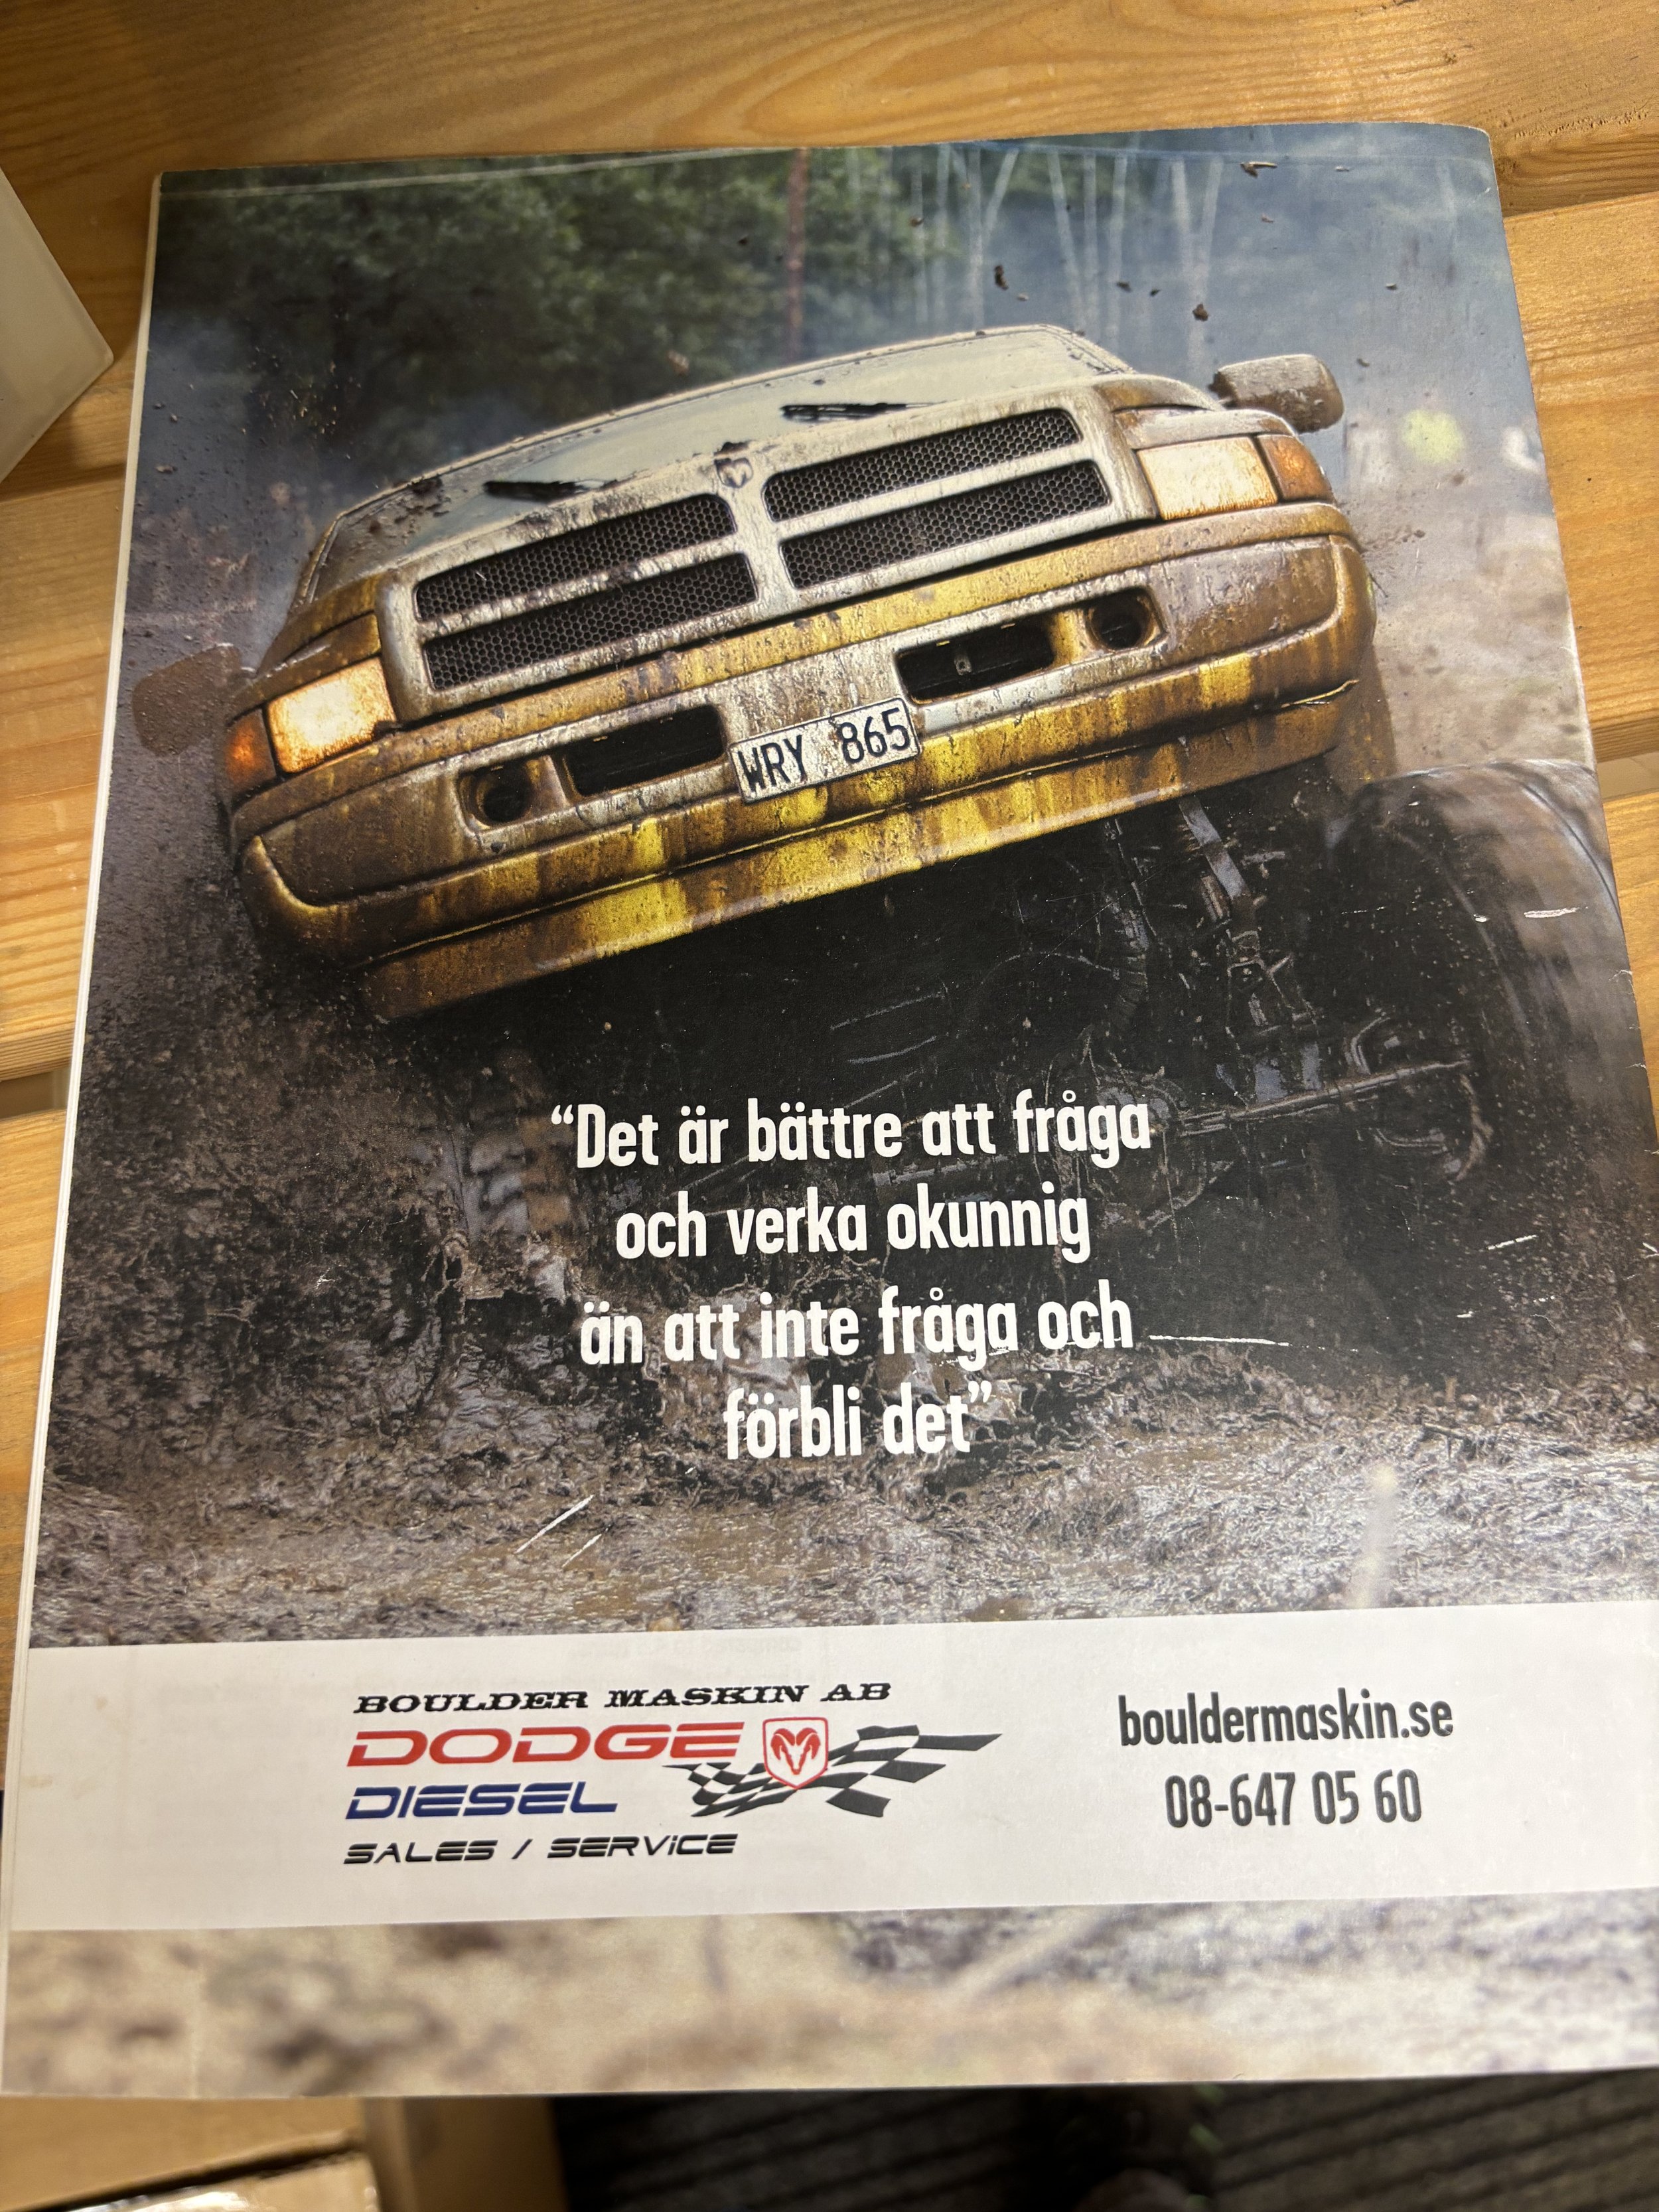 WRY 865
“Det är bättre att fråga
och verka okunnig
än att inte fråga och
förbli det”
BOULDER MASKIN AB
DODGE
DIESEL
SALES / SERVICE
bouldermaskin.se
08-647 05 60